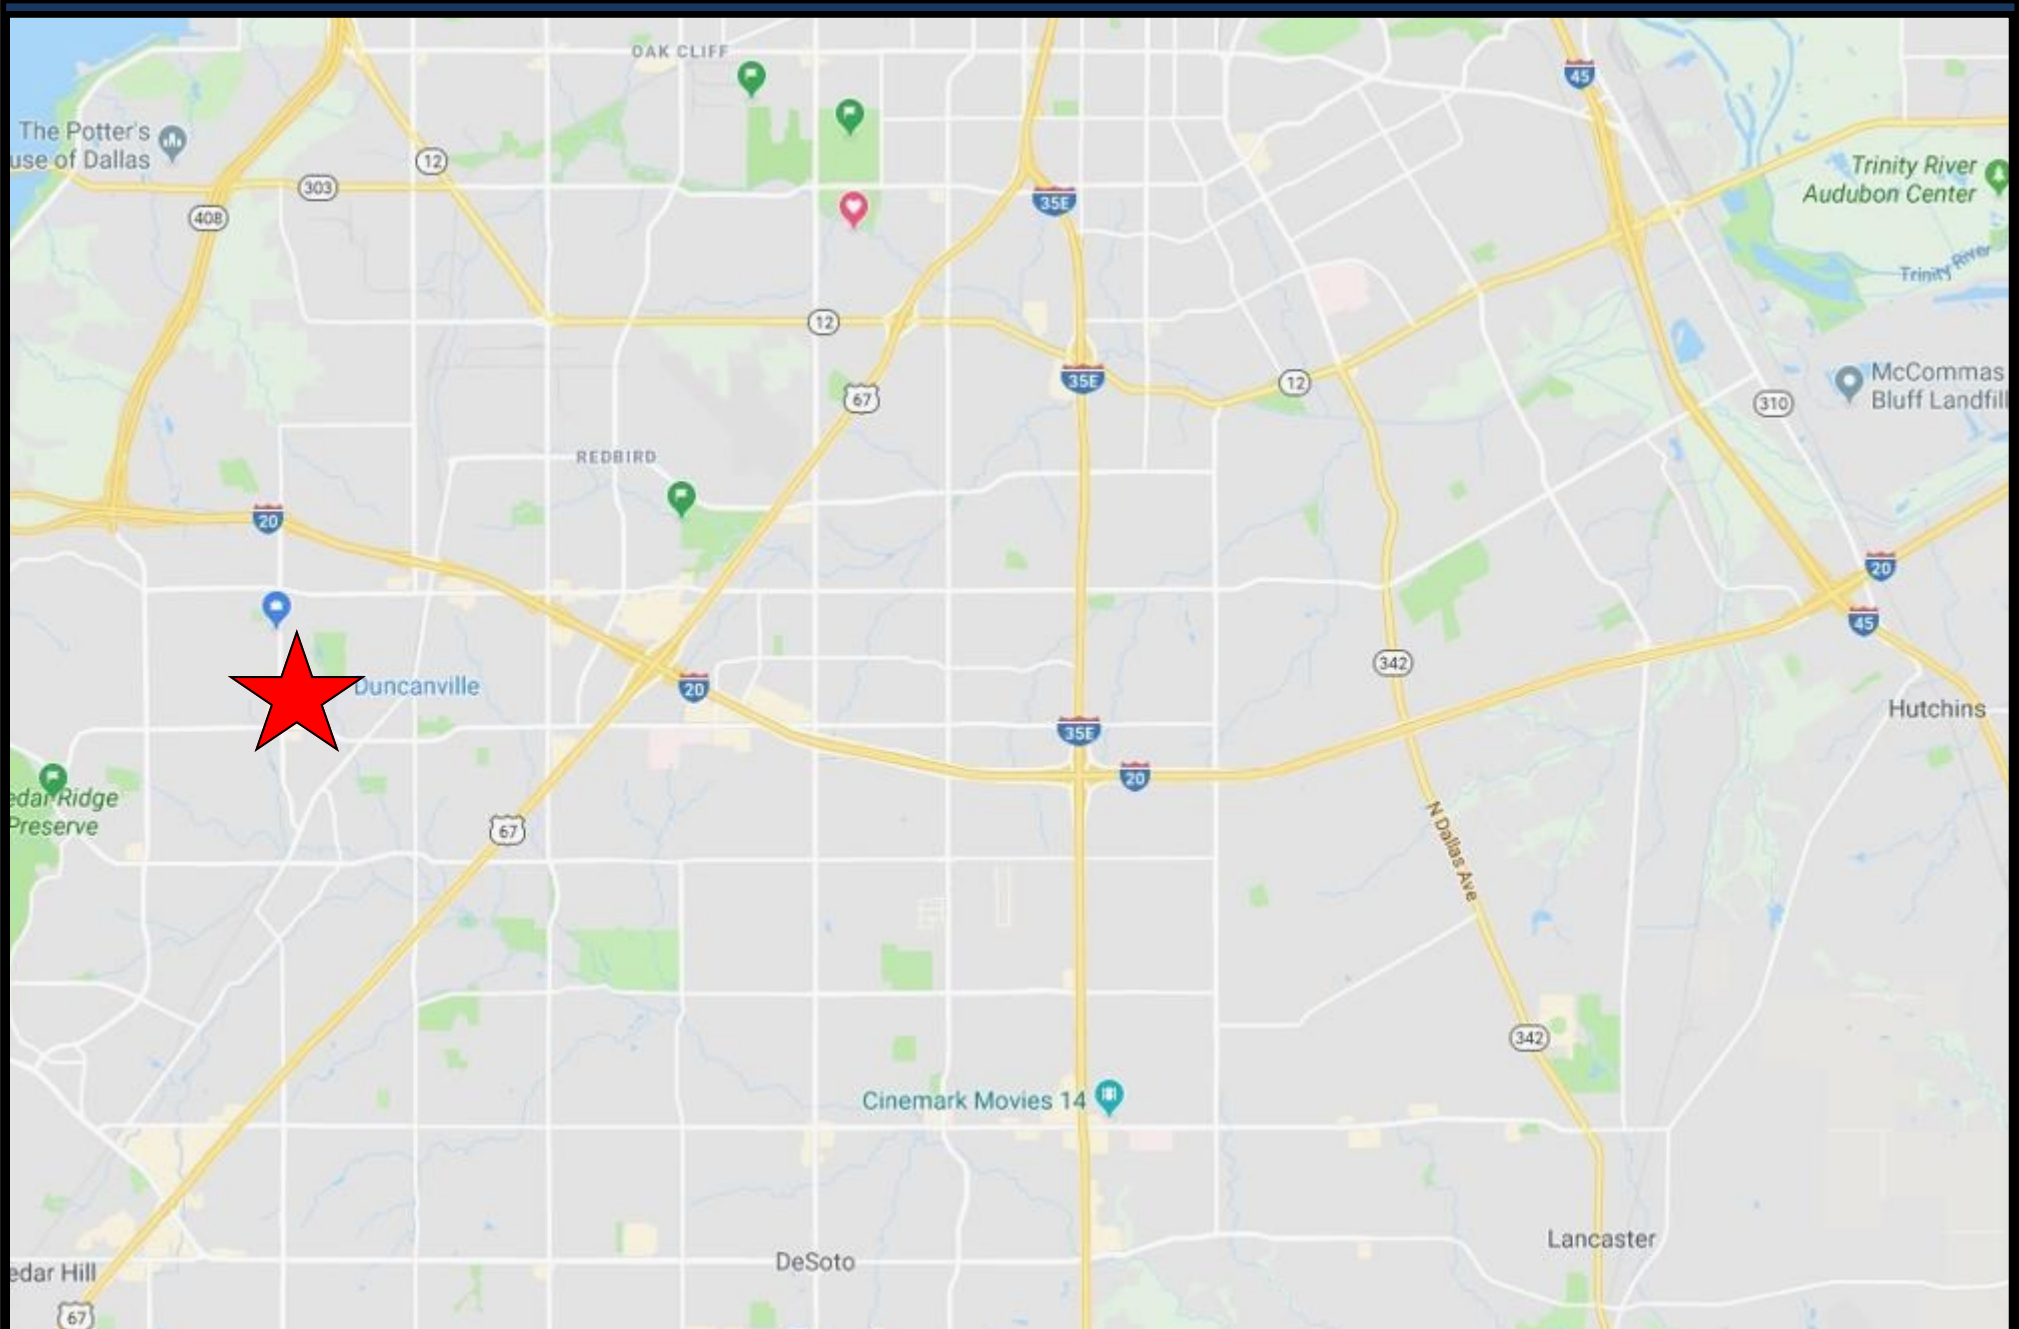 OAK CLIFF
45
The Potter's
use of Dallas
12
303
408
35E
Trinity River
Audubon Center
Trinity River
12
35E
12
67
310
McCommas
Bluff Landfill
REDBIRD
20
20
45
342
Duncanville
20
35E
20
Hutchins
edar Ridge
Preserve
67
N Dallas Ave
342
Cinemark Movies 14
Lancaster
DeSoto
edar Hill
67